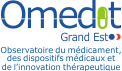 Omedit
Grand Est
Observatoire du médicament,
des dispositifs médicaux et
de l'innovation thérapeutique